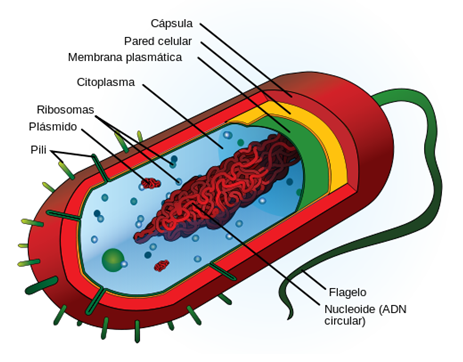 Cápsula
Pared celular
Membrana plasmática
Citoplasma
Ribosomas
Plásmido
Pili
Flagelo
Nucleoide (ADN
circular)